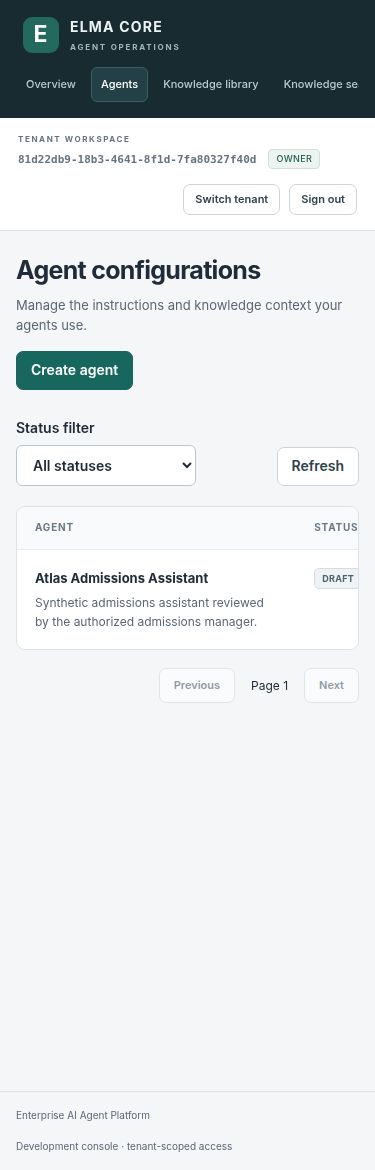 E
ELMA CORE
AGENT OPERATIONS
Overview Agents Knowledge library Knowledge se
TENANT WORKSPACE
81d22db9-18b3-4641-8f1d-7fa80327f40d OWNER
Switch tenant Sign out
Agent configurations
Manage the instructions and knowledge context your
agents use.
Create agent
Status filter
All statuses Refresh
AGENT STATUS
Atlas Admissions Assistant DRAFT
Synthetic admissions assistant reviewed
by the authorized admissions manager.
Previous Page 1 Next
Enterprise AI Agent Platform
Development console · tenant-scoped access